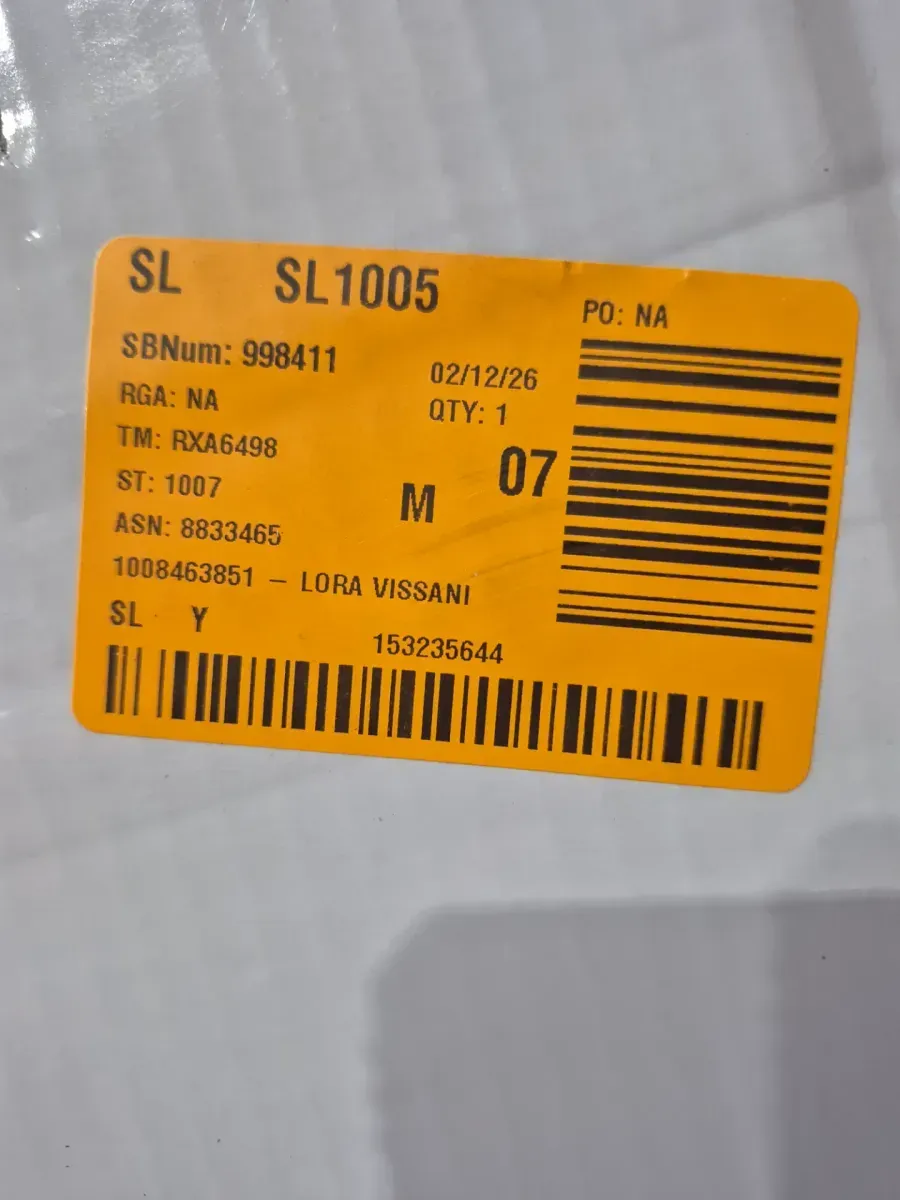 SL SL1005
PO: NA
SBNum: 998411
02/12/26
RGA: NA
QTY: 1
TM: RXA6498
07
ST: 1007
M
ASN: 8833465
1008463851 – LORA VISSANI
SL Y
153235644